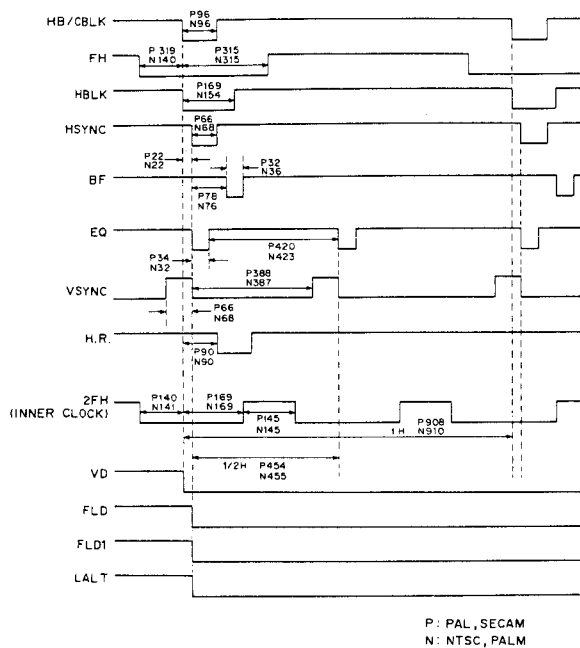 HB/CBLK
P96
N96
FH
P 319
N140
P315
N315
HBLK
P169
N154
HSYNC
P66
N68
P22
N22
P32
N36
BF
P78
N76
EQ
P420
N423
P34
N32
P388
N387
VSYNC
P66
N68
H.R.
P90
N90
2FH
(INNER CLOCK)
P140
N141
P169
N169
P145
N145
P908
1H N910
1/2H P454
N455
VD
FLD
FLD1
LALT
P: PAL, SECAM
N: NTSC, PALM